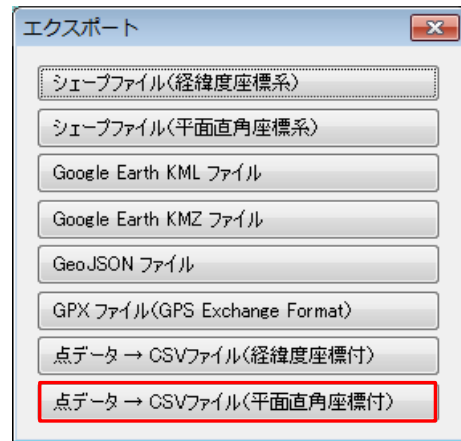 エクスポート
シェープファイル(経緯度座標系)
シェープファイル(平面直角座標系)
Google Earth KML ファイル
Google Earth KMZ ファイル
GeoJSON ファイル
GPX ファイル(GPS Exchange Format)
点データ → CSVファイル(経緯度座標付)
点データ → CSVファイル(平面直角座標付)